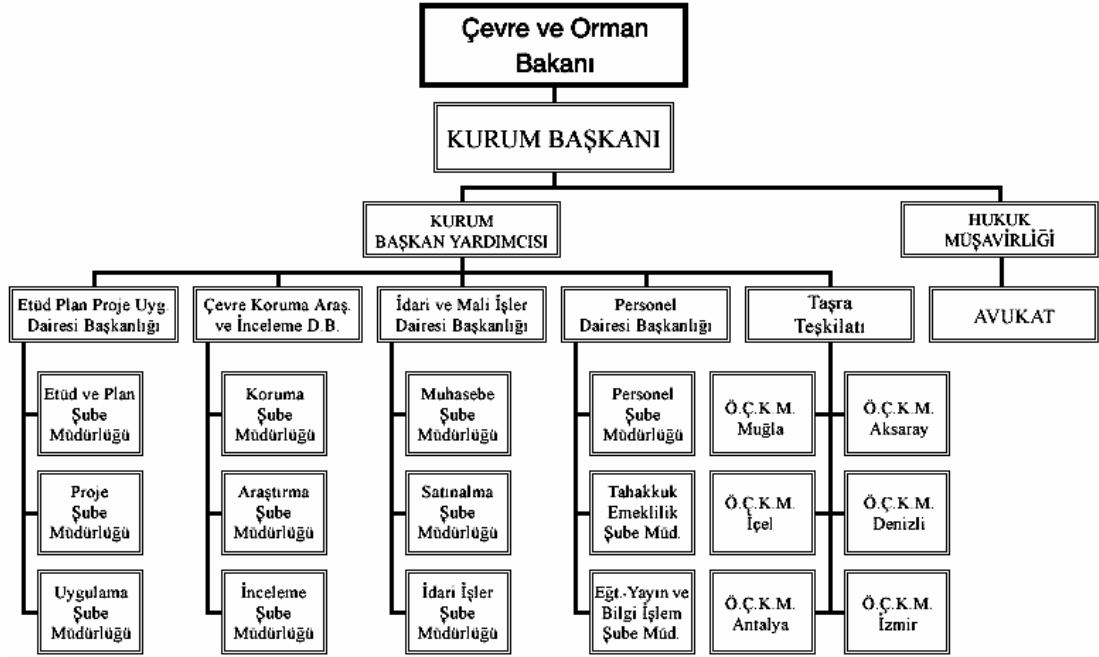 Çevre ve Orman
Bakanı
KURUM BAŞKANI
KURUM
BAŞKAN YARDIMCISI
HUKUK
MÜŞAVİRLİĞİ
Etüd Plan Proje Uyg.
Dairesi Başkanlığı
Çevre Koruma Araş.
ve İnceleme D.B.
İdari ve Mali İşler
Dairesi Başkanlığı
Personel
Dairesi Başkanlığı
Taşra
Teşkilatı
AVUKAT
Etüd ve Plan
Şube
Müdürlüğü
Koruma
Şube
Müdürlüğü
Muhasebe
Şube
Müdürlüğü
Personel
Şube
Müdürlüğü
Ö.Ç.K.M.
Muğla
Ö.Ç.K.M.
Aksaray
Proje
Şube
Müdürlüğü
Araştırma
Şube
Müdürlüğü
Satınalma
Şube
Müdürlüğü
Tahakkuk
Emeklilik
Şube Müd.
Ö.Ç.K.M.
İçel
Ö.Ç.K.M.
Denizli
Uygulama
Şube
Müdürlüğü
İnceleme
Şube
Müdürlüğü
İdari İşler
Şube
Müdürlüğü
Eğt.-Yayın ve
Bilgi İşlem
Şube Müd.
Ö.Ç.K.M.
Antalya
Ö.Ç.K.M.
İzmir